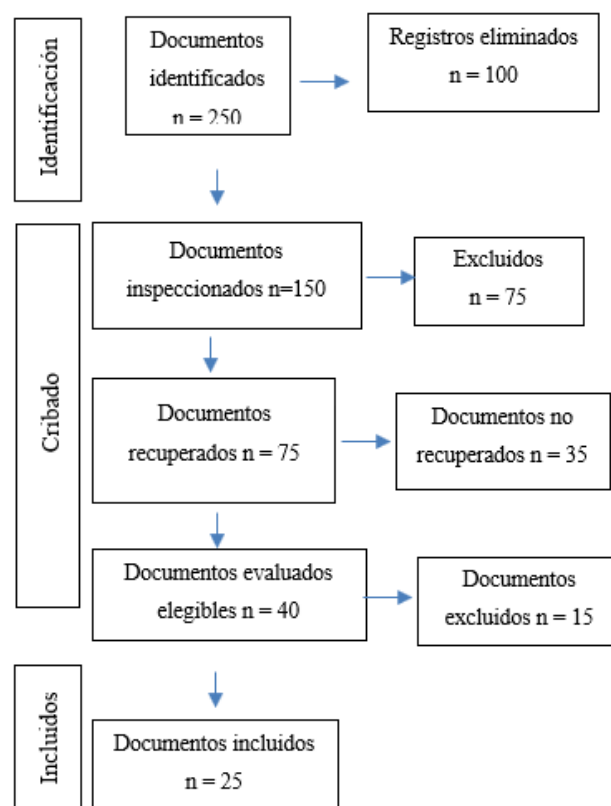 Identificación
Documentos
identificados
n = 250
Registros eliminados
n = 100
Cribado
Documentos
inspeccionados n=150
Excluidos
n = 75
Documentos
recuperados n = 75
Documentos no
recuperados n = 35
Documentos evaluados
elegibles n = 40
Documentos
excluidos n = 15
Incluidos
Documentos incluidos
n = 25